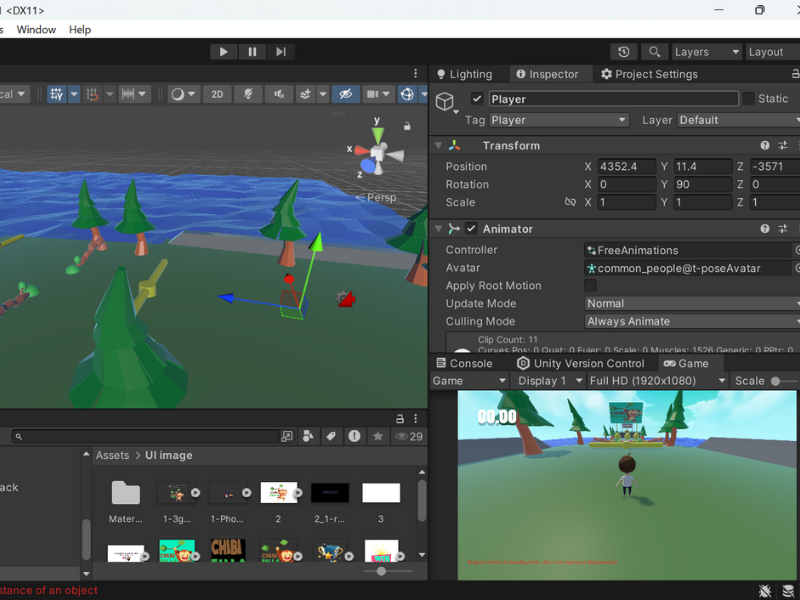 <DX11>
Window Help
Layers Layout
Lighting Inspector Project Settings
2D
Player Static
Tag Player Layer Default
Transform
Position X 4352.4 Y 11.4 Z -3571
Rotation X 0 Y 90 Z 0
Scale X 1 Y 1 Z 1
Animator
Controller FreeAnimations
Avatar common_people@t-poseAvatar
Apply Root Motion
Update Mode Normal
Culling Mode Always Animate
Clip Count: 11
Curves Pos: 0 Quat: 0 Euler: 0 Scale: 0 Muscles: 1526 Generic: 0 PPtr: 0
y
x
z
Persp
Console Unity Version Control Game
Game Display 1 Full HD (1920x1080) Scale
00.00
29
Assets > UI image
Mater... 1-3g... 1-Pho... 2 2_1-r... 3
CHIBI
stance of an object